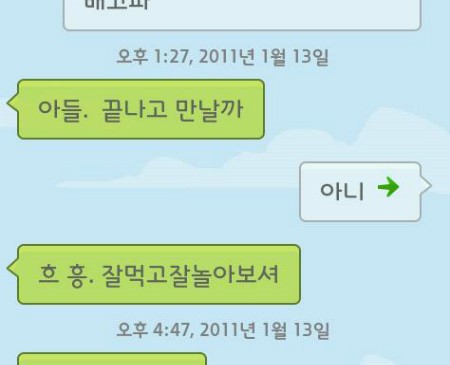 배고파
오후 1:27, 2011년 1월 13일
아들. 끝나고 만날까
아니
흐 흥. 잘먹고잘놀아보셔
오후 4:47, 2011년 1월 13일